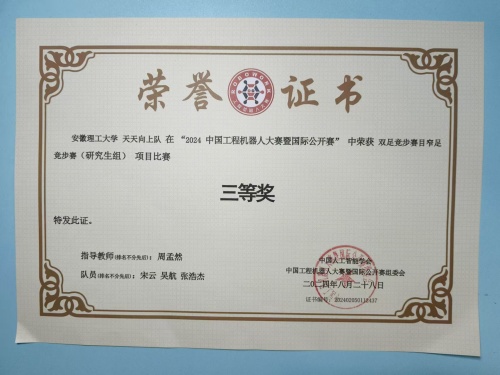 荣誉证书
安徽理工大学 天天向上队 在 “2024 中国工程机器人大赛暨国际公开赛” 中荣获 双足竞步赛目窄足
竞步赛（研究生组） 项目比赛
三等奖
特发此证。
指导教师(排名不分先后)：周孟然
队员(排名不分先后)：宋云 吴航 张浩杰
中国人工智能学会
中国工程机器人大赛暨国际公开赛组委会
二〇二四年八月二十八日
证书编号：